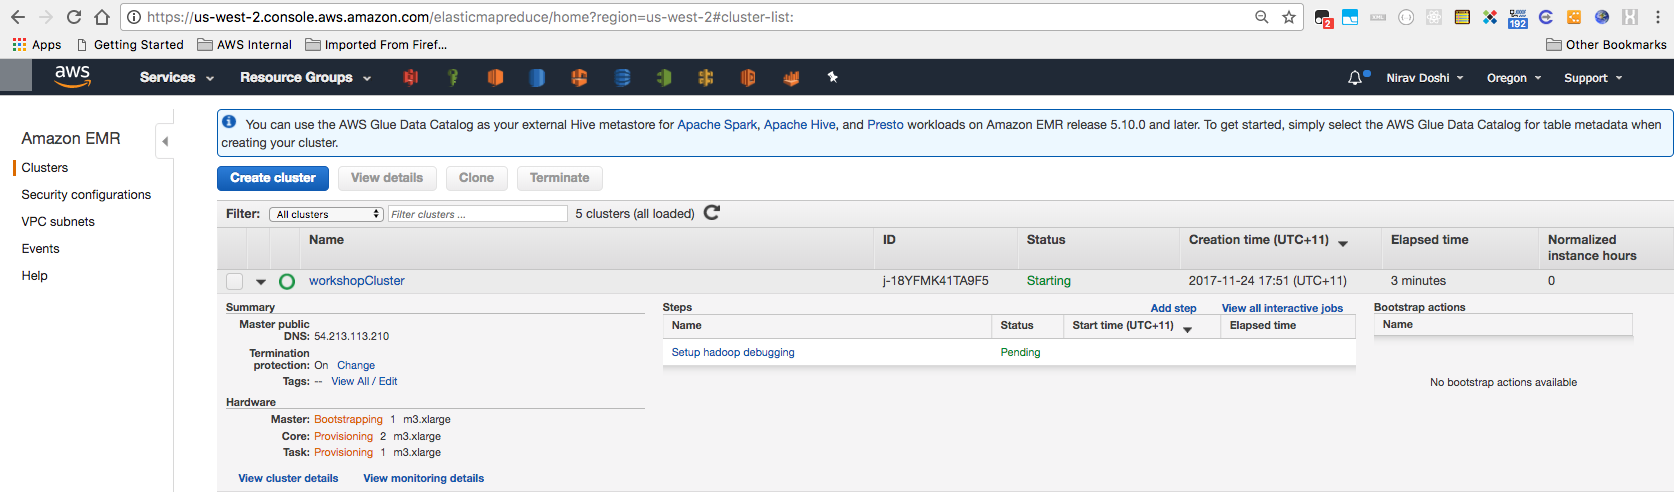 https://us-west-2.console.aws.amazon.com/elasticmapreduce/home?region=us-west-2#cluster-list:
2
192
Apps Getting Started AWS Internal Imported From Firef... Other Bookmarks
aws Services Resource Groups Nirav Doshi Oregon Support
Amazon EMR
Clusters
Security configurations
VPC subnets
Events
Help
You can use the AWS Glue Data Catalog as your external Hive metastore for Apache Spark, Apache Hive, and Presto workloads on Amazon EMR release 5.10.0 and later. To get started, simply select the AWS Glue Data Catalog for table metadata when
creating your cluster.
Create cluster View details Clone Terminate
Filter: All clusters Filter clusters ... 5 clusters (all loaded)
Name ID Status Creation time (UTC+11) Elapsed time Normalized
instance hours
workshopCluster j-18YFMK41TA9F5 Starting 2017-11-24 17:51 (UTC+11) 3 minutes 0
Summary
Master public
DNS: 54.213.113.210
Termination
protection: On Change
Tags: -- View All / Edit
Hardware
Master: Bootstrapping 1 m3.xlarge
Core: Provisioning 2 m3.xlarge
Task: Provisioning 1 m3.xlarge
View cluster details View monitoring details
Steps Add step View all interactive jobs
Name Status Start time (UTC+11) Elapsed time
Setup hadoop debugging Pending
Bootstrap actions
Name
No bootstrap actions available